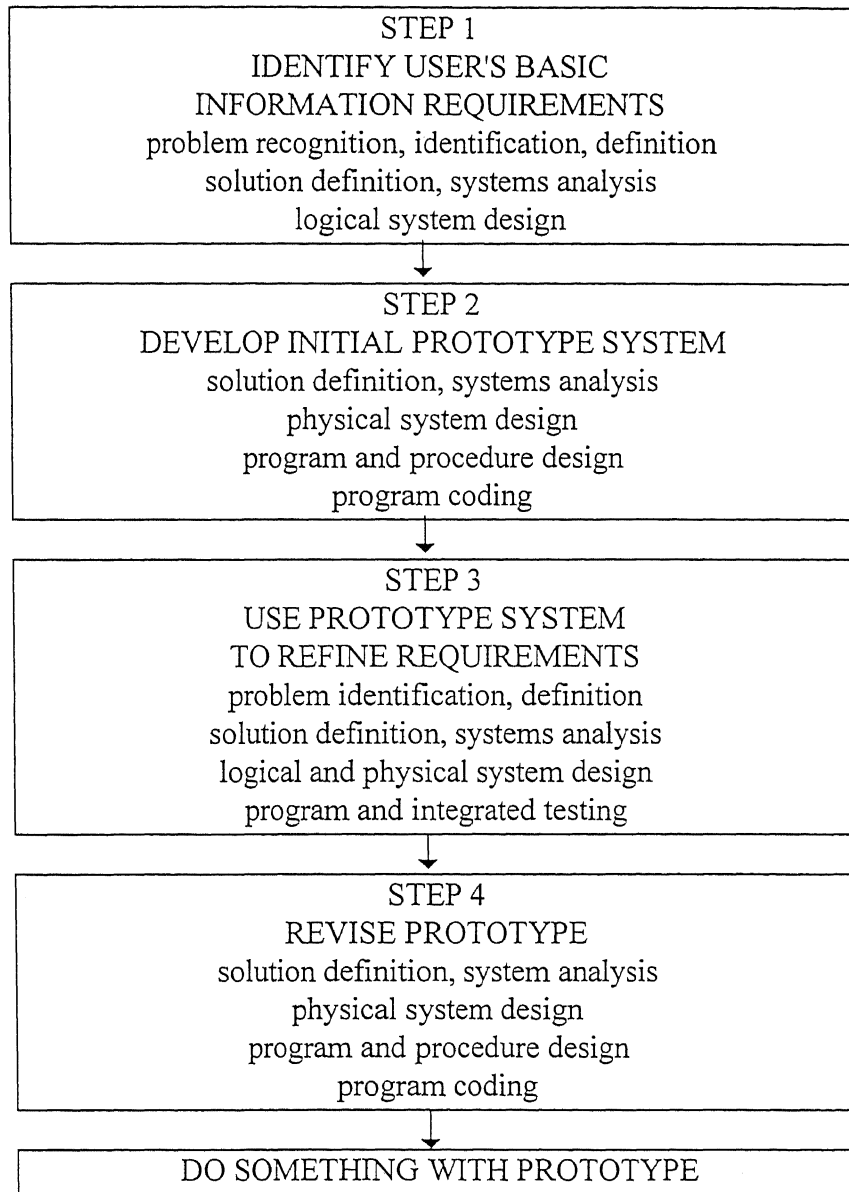 STEP 1
IDENTIFY USER'S BASIC
INFORMATION REQUIREMENTS
problem recognition, identification, definition
solution definition, systems analysis
logical system design
STEP 2
DEVELOP INITIAL PROTOTYPE SYSTEM
solution definition, systems analysis
physical system design
program and procedure design
program coding
STEP 3
USE PROTOTYPE SYSTEM
TO REFINE REQUIREMENTS
problem identification, definition
solution definition, systems analysis
logical and physical system design
program and integrated testing
STEP 4
REVISE PROTOTYPE
solution definition, system analysis
physical system design
program and procedure design
program coding
DO SOMETHING WITH PROTOTYPE